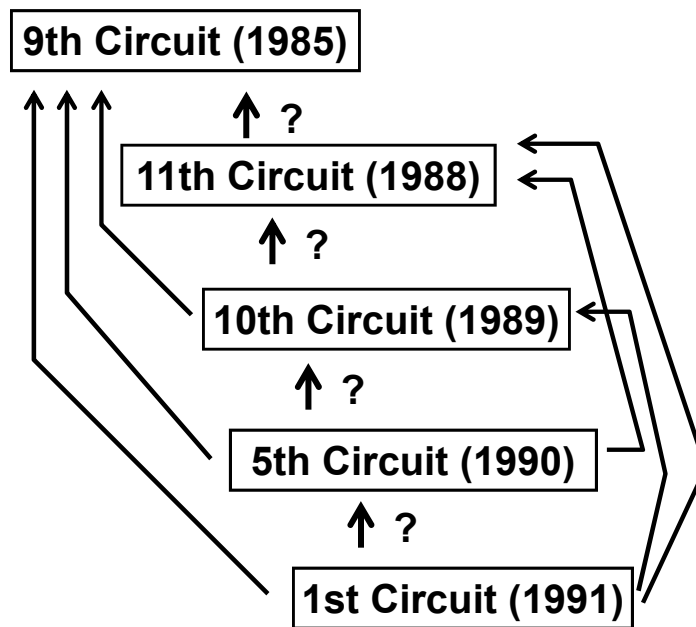 9th Circuit (1985)
?
11th Circuit (1988)
?
10th Circuit (1989)
?
5th Circuit (1990)
?
1st Circuit (1991)